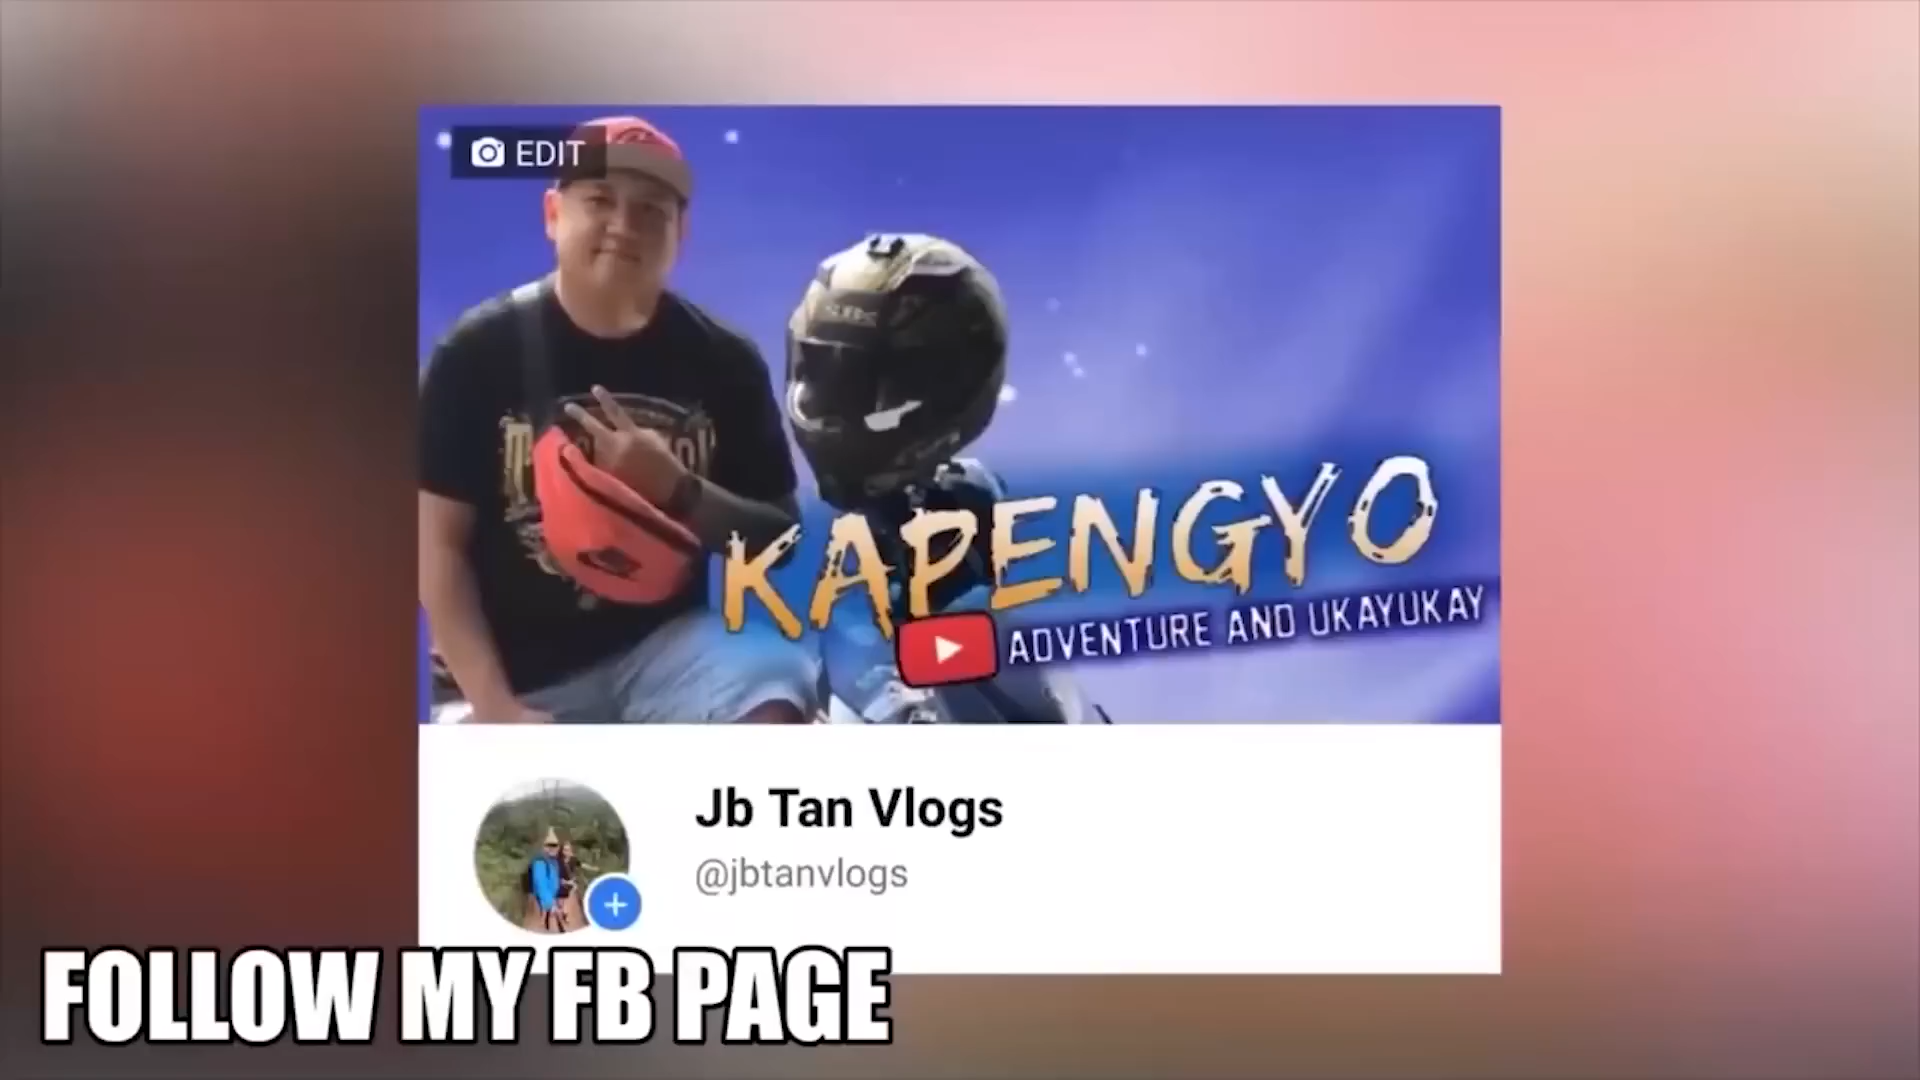 EDIT
KAPENGYO
ADVENTURE AND UKAYUKAY
Jb Tan Vlogs
@jbtanvlogs
FOLLOW MY FB PAGE